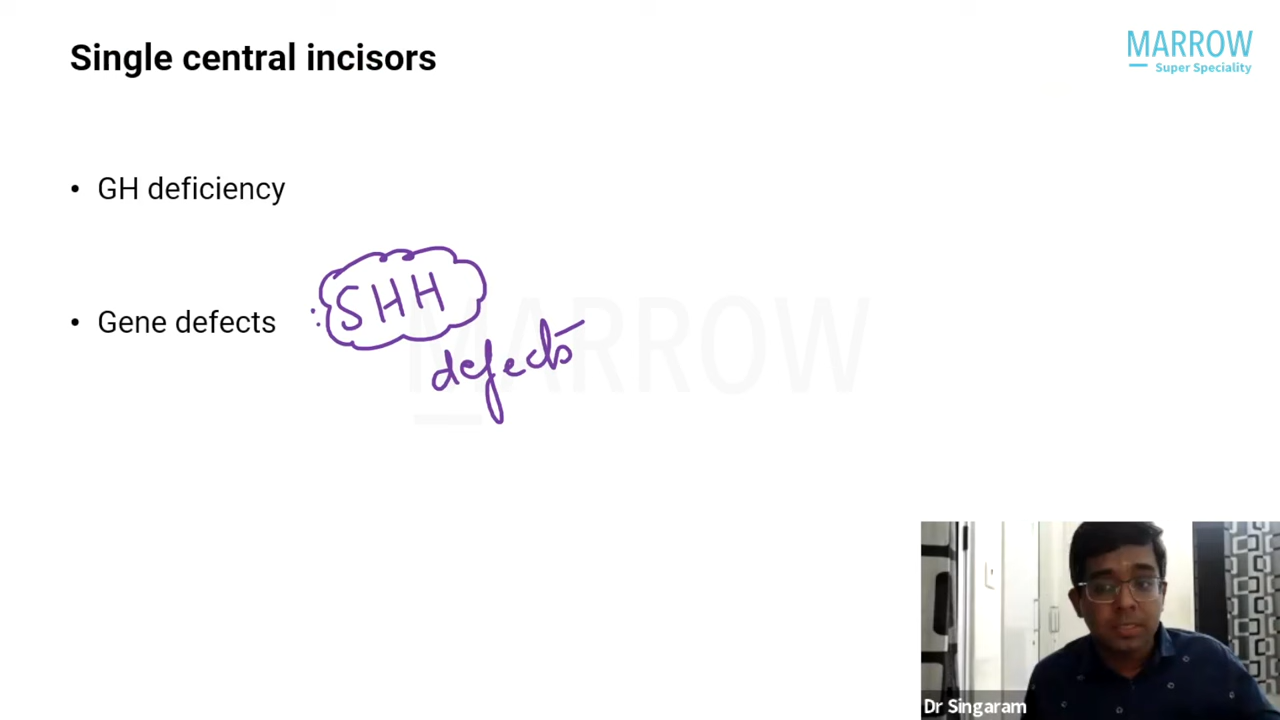 Single central incisors
MARROW
Super Speciality
• GH deficiency
• Gene defects : SHH
defects
MARROW
Dr Singaram